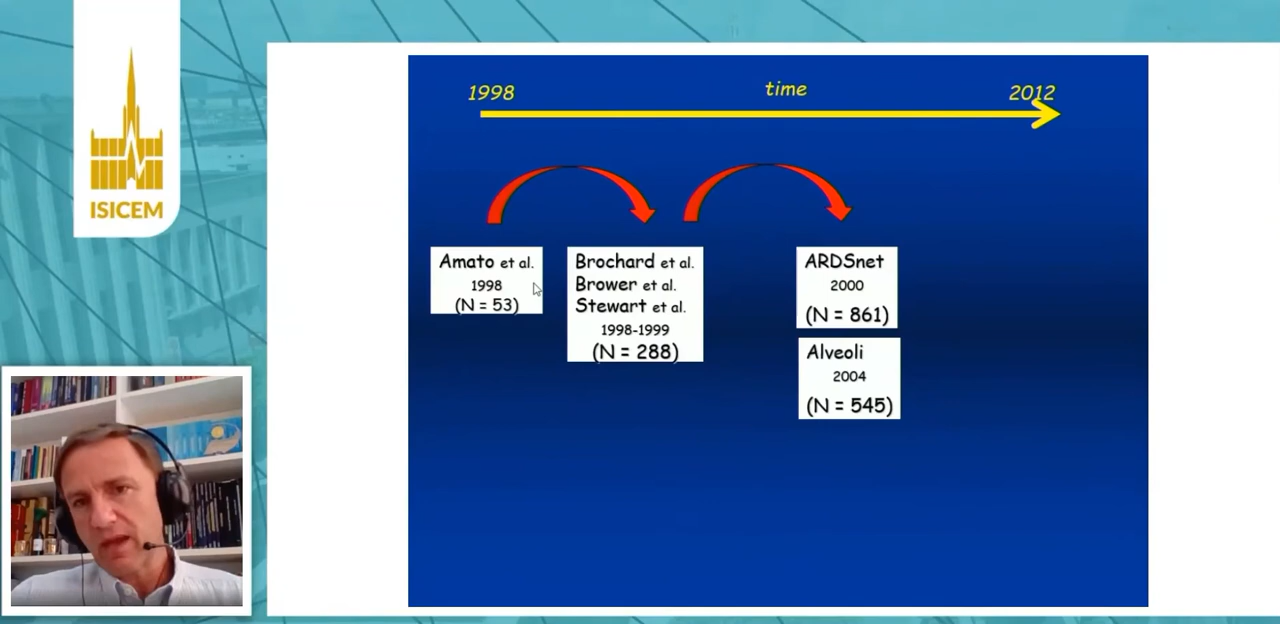 ISICEM
1998
time
2012
Amato et al.
1998
(N = 53)
Brochard et al.
Brower et al.
Stewart et al.
1998-1999
(N = 288)
ARDSnet
2000
(N = 861)
Alveoli
2004
(N = 545)